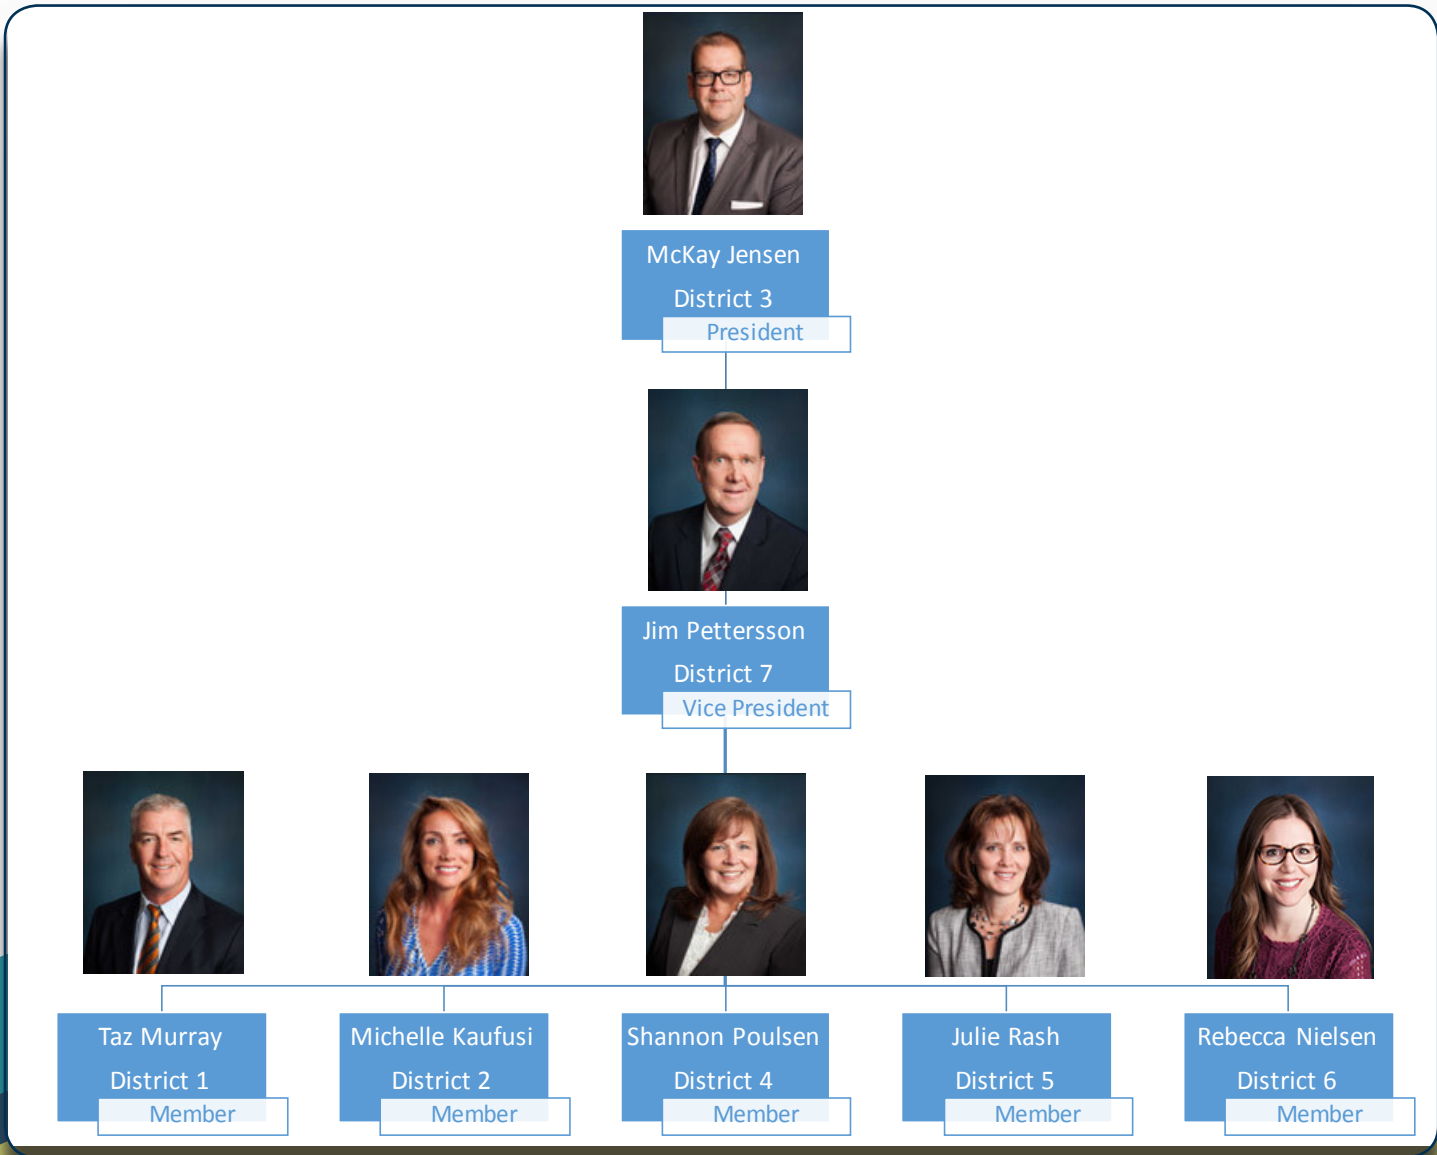 McKay Jensen
District 3
President
Jim Pettersson
District 7
Vice President
Taz Murray
District 1
Member
Michelle Kaufusi
District 2
Member
Shannon Poulsen
District 4
Member
Julie Rash
District 5
Member
Rebecca Nielsen
District 6
Member